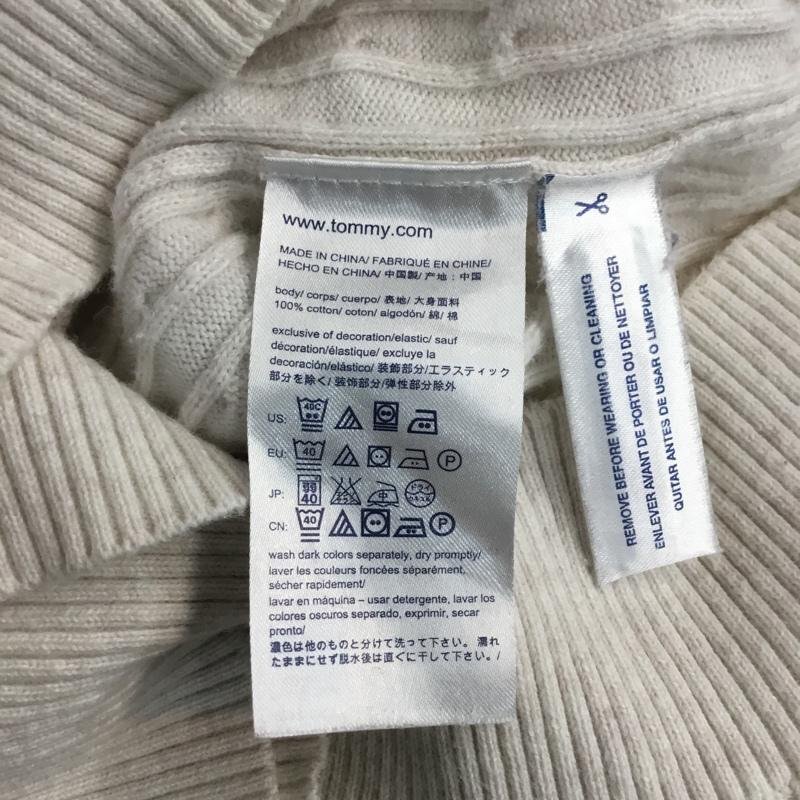 www.tommy.com
MADE IN CHINA/ FABRIQUÉ EN CHINE/
HECHO EN CHINA/ 中国製/ 产地：中国
body/ corps/ cuerpo/ 表地/ 大身面料
100% cotton/ coton/ algodón/ 綿/ 棉
exclusive of decoration/elastic/ sauf
décoration/élastique/ excluye la
decoración/elástico/ 装飾部分/エラスティック
部分を除く/ 装饰部分/弹性部分除外
US: 40C
EU: 40 P
JP: 40 中 ドライ
CN: 40 P
wash dark colors separately, dry promptly/
laver les couleurs foncées séparément,
sécher rapidement/
lavar en máquina – usar detergente, lavar los
colores oscuros separado, exprimir, secar
pronto/
濃色は他のものと分けて洗って下さい。濡れ
たままにせず脱水後は直ぐに干して下さい。/
REMOVE BEFORE WEARING OR CLEANING
ENLEVER AVANT DE PORTER OU DE NETTOYER
QUITAR ANTES DE USAR O LIMPIAR